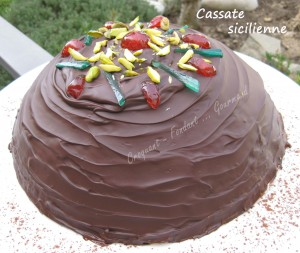 Cassate
sicilienne
Croquant - Fondant ... Gourmand